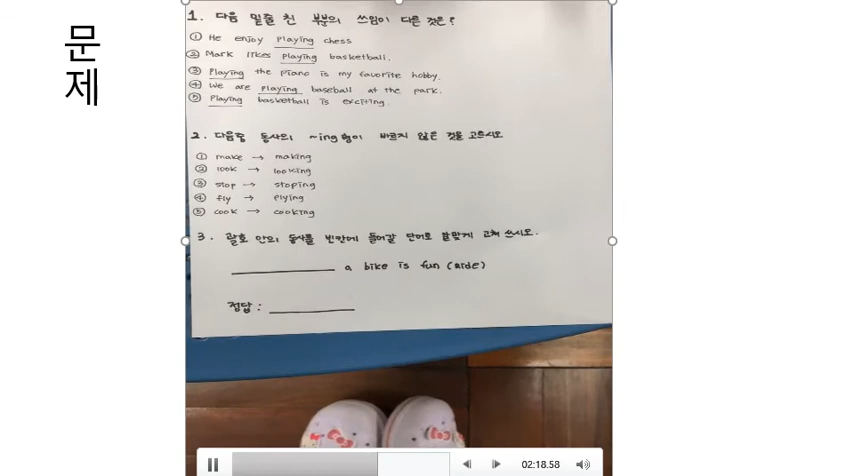 문
제
1. 다음 밑줄 친 부분의 쓰임이 다른 것은?
① He enjoy playing chess
② Mark likes playing basketball.
③ Playing the piano is my favorite hobby.
④ We are playing baseball at the park.
⑤ Playing basketball is exciting.
2. 다음중 동사의 ~ing형이 바르지 않은 것을 고르시오
① make → making
② look → looking
③ stop → stoping
④ fly → flying
⑤ cook → cooking
3. 괄호 안의 동사를 빈칸에 들어갈 단어로 알맞게 고쳐 쓰시오.
a bike is fun (ride)
정답 :
02:18.58